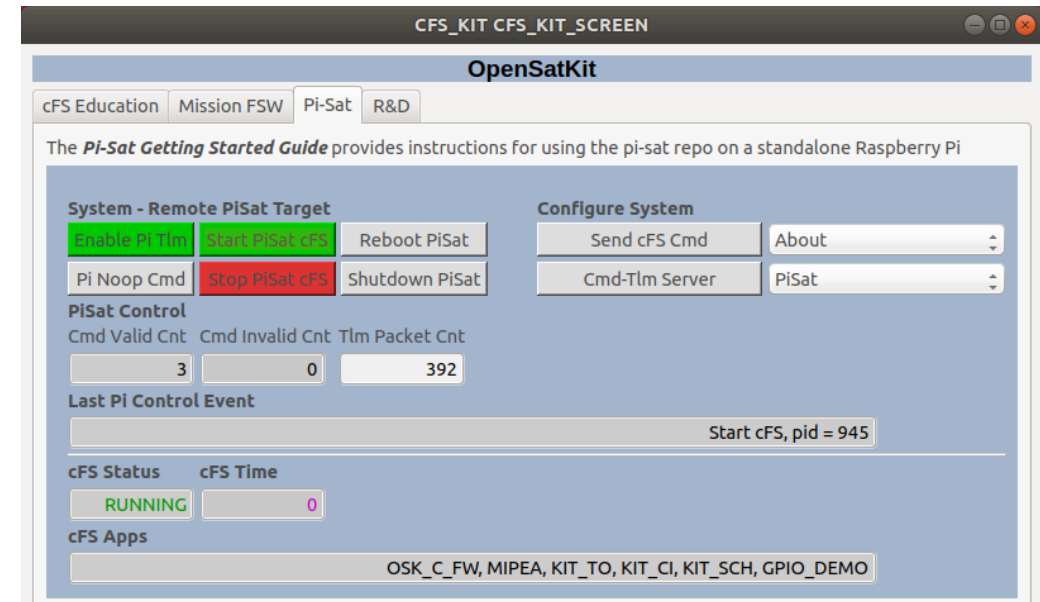 CFS_KIT CFS_KIT_SCREEN
OpenSatKit
cFS Education Mission FSW Pi-Sat R&D
The Pi-Sat Getting Started Guide provides instructions for using the pi-sat repo on a standalone Raspberry Pi
System - Remote PiSat Target Configure System
Enable Pi Tlm Start PiSat cFS Reboot PiSat Send cFS Cmd About
Pi Noop Cmd Stop PiSat cFS Shutdown PiSat Cmd-Tlm Server PiSat
PiSat Control
Cmd Valid Cnt Cmd Invalid Cnt Tlm Packet Cnt
3 0 392
Last Pi Control Event
Start cFS, pid = 945
cFS Status cFS Time
RUNNING 0
cFS Apps
OSK_C_FW, MIPEA, KIT_TO, KIT_CI, KIT_SCH, GPIO_DEMO